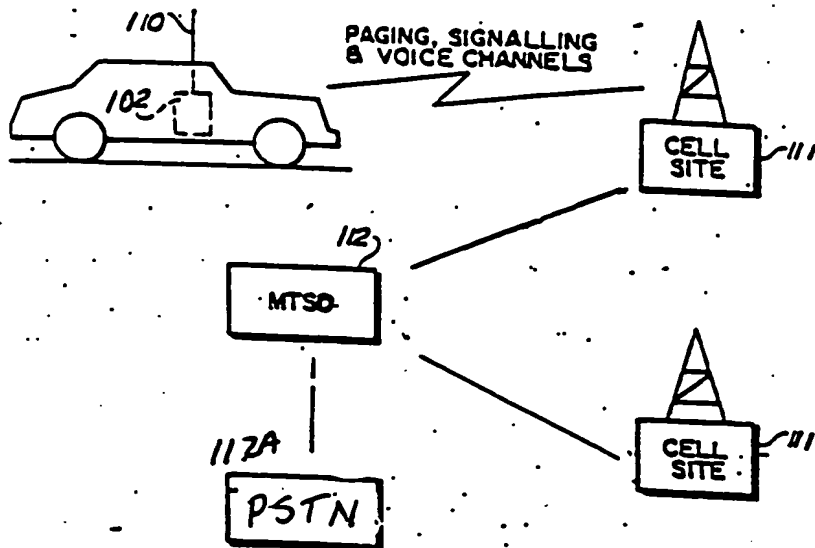 110
PAGING, SIGNALLING
& VOICE CHANNELS
102
CELL
SITE
111
112
MTSO
CELL
SITE
111
112A
PSTN